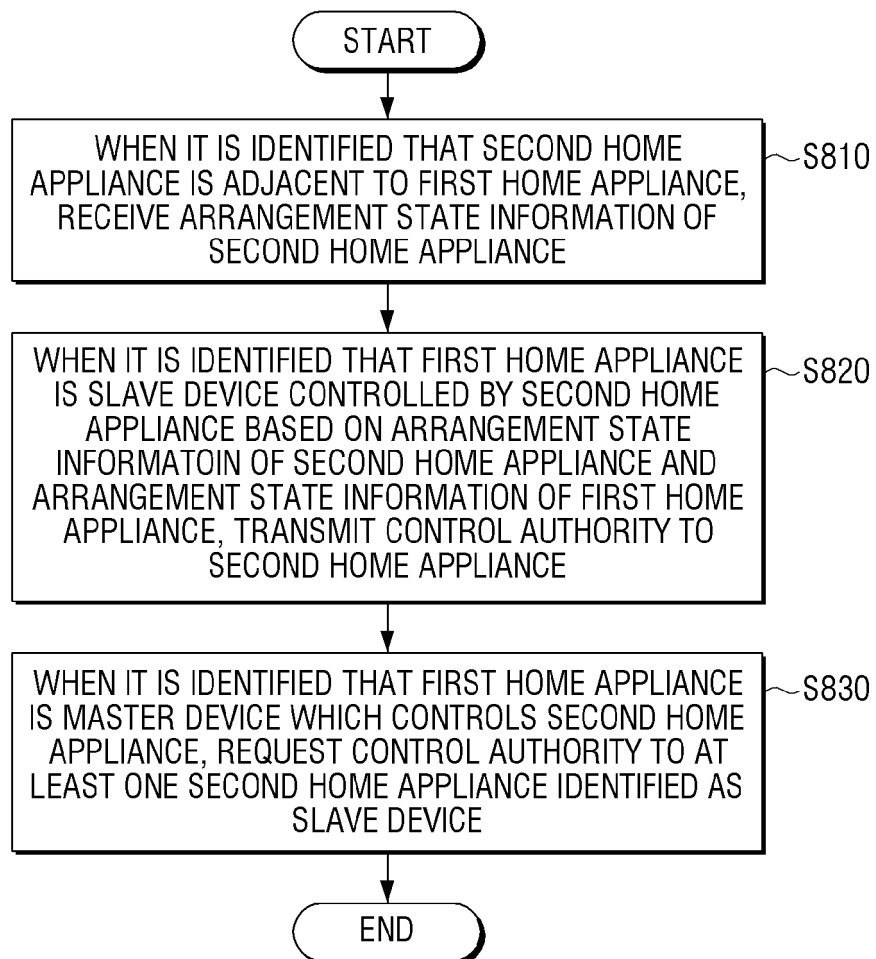 START
WHEN IT IS IDENTIFIED THAT SECOND HOME
APPLIANCE IS ADJACENT TO FIRST HOME APPLIANCE,
RECEIVE ARRANGEMENT STATE INFORMATION OF
SECOND HOME APPLIANCE
S810
WHEN IT IS IDENTIFIED THAT FIRST HOME APPLIANCE
IS SLAVE DEVICE CONTROLLED BY SECOND HOME
APPLIANCE BASED ON ARRANGEMENT STATE
INFORMATOIN OF SECOND HOME APPLIANCE AND
ARRANGEMENT STATE INFORMATION OF FIRST HOME
APPLIANCE, TRANSMIT CONTROL AUTHORITY TO
SECOND HOME APPLIANCE
S820
WHEN IT IS IDENTIFIED THAT FIRST HOME APPLIANCE
IS MASTER DEVICE WHICH CONTROLS SECOND HOME
APPLIANCE, REQUEST CONTROL AUTHORITY TO AT
LEAST ONE SECOND HOME APPLIANCE IDENTIFIED AS
SLAVE DEVICE
S830
END